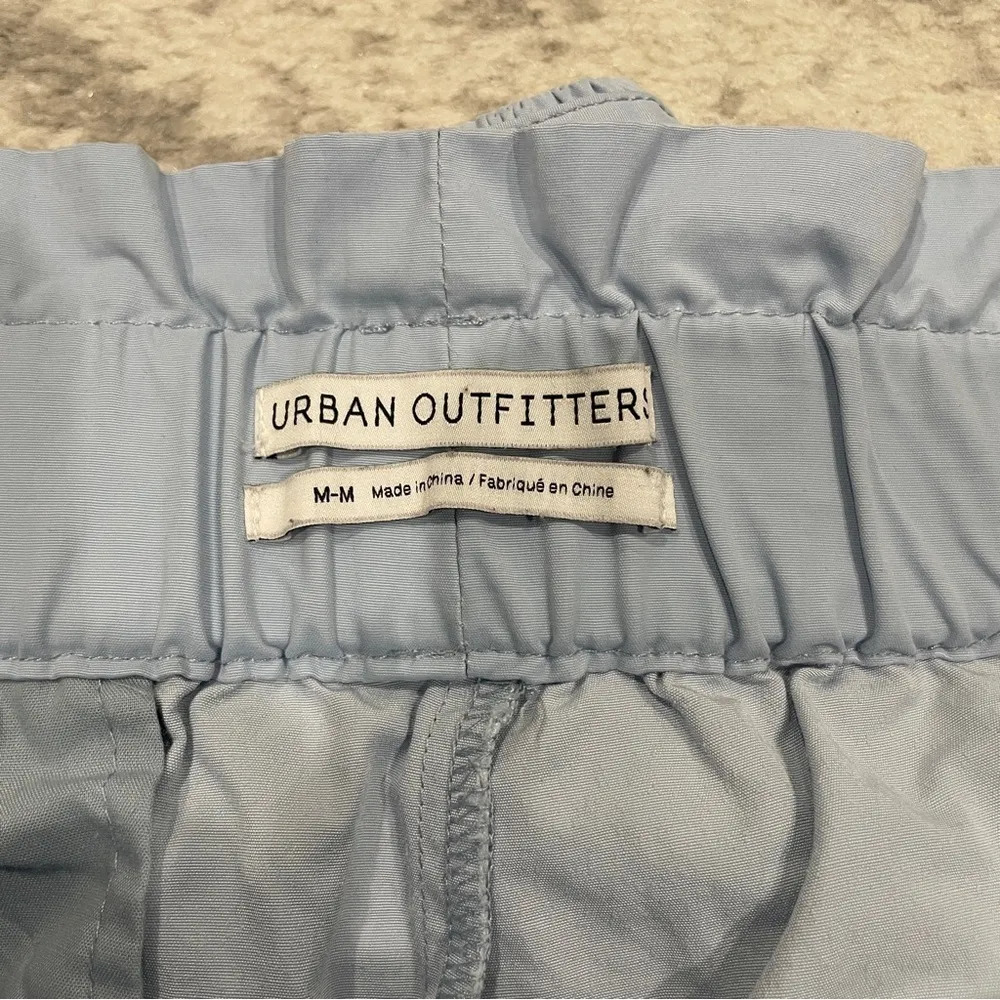 URBAN OUTFITTERS
M-M Made in China / Fabriqué en Chine